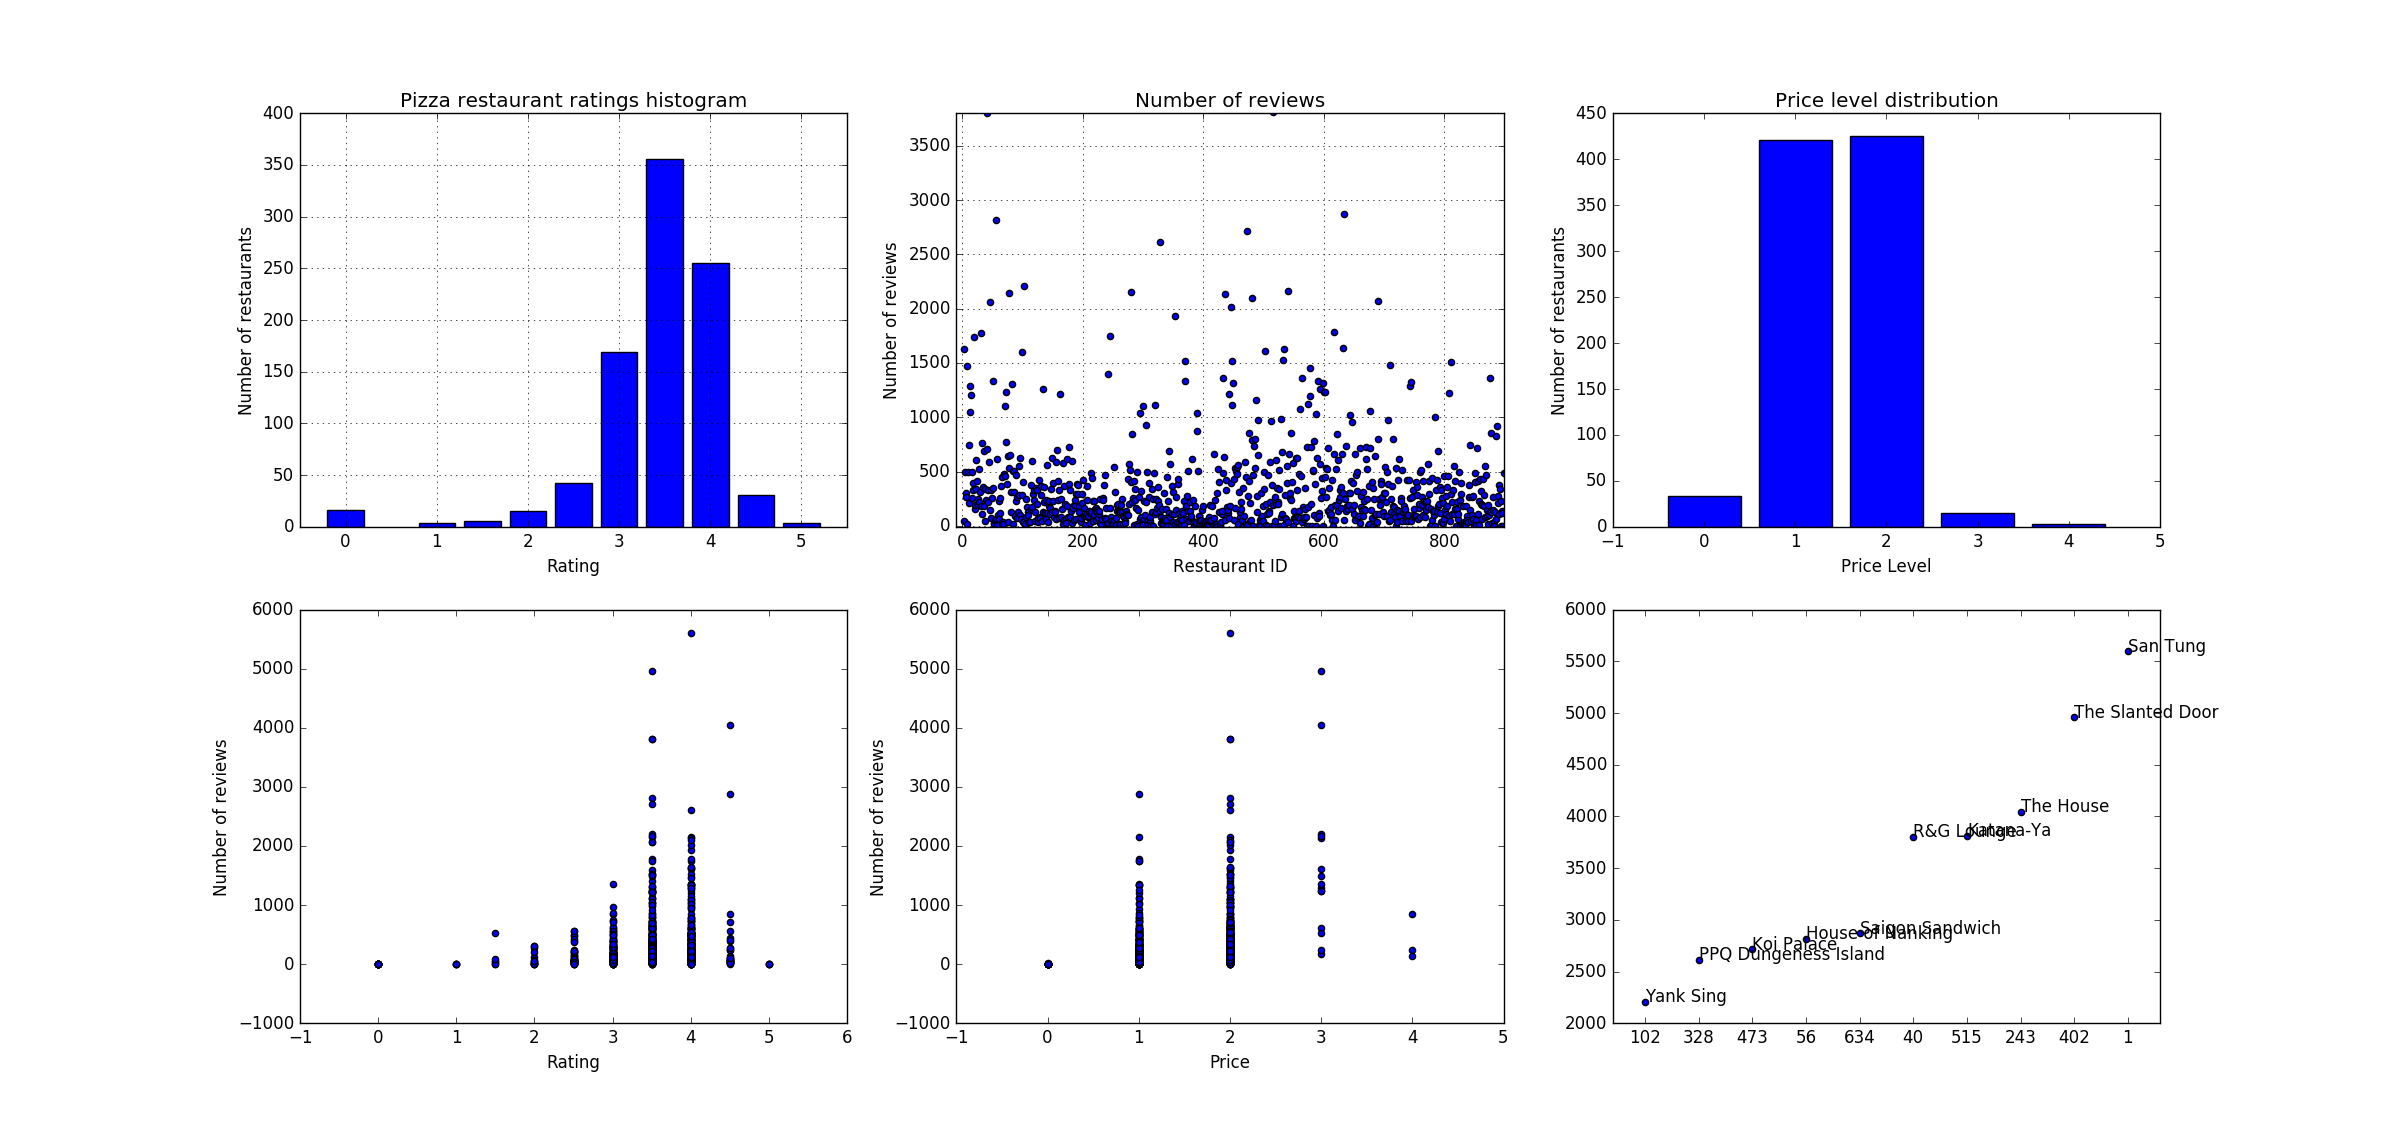 Pizza restaurant ratings histogram
400
350
300
250
200
150
100
50
0
Number of restaurants
0 1 2 3 4 5
Rating
Number of reviews
3500
3000
2500
2000
1500
1000
500
0
Number of reviews
0 200 400 600 800
Restaurant ID
Price level distribution
450
400
350
300
250
200
150
100
50
0
Number of restaurants
−1 0 1 2 3 4 5
Price Level
6000
5000
4000
3000
2000
1000
0
−1000
Number of reviews
−1 0 1 2 3 4 5 6
Rating
6000
5000
4000
3000
2000
1000
0
−1000
Number of reviews
−1 0 1 2 3 4 5
Price
6000
5500
5000
4500
4000
3500
3000
2500
2000
San Tung
The Slanted Door
The House
Katana-Ya
R&G Lounge
Saigon Sandwich
House of Nanking
Koi Palace
PPQ Dungeness Island
Yank Sing
102 328 473 56 634 40 515 243 402 1